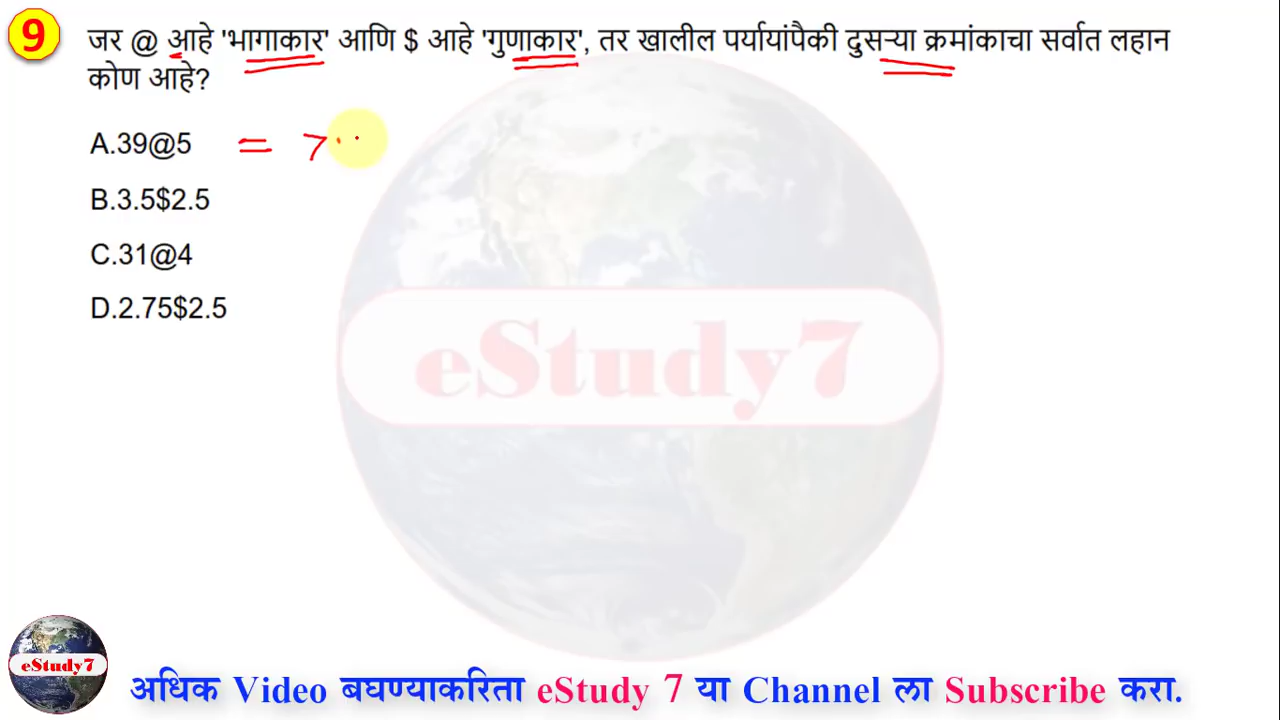 9
जर @ आहे 'भागाकार' आणि $ आहे 'गुणाकार', तर खालील पर्यायांपैकी दुसऱ्या क्रमांकाचा सर्वात लहान
कोण आहे?
A.39@5 = 7.
B.3.5$2.5
C.31@4
D.2.75$2.5
eStudy7
eStudy7
अधिक Video बघण्याकरिता eStudy 7 या Channel ला Subscribe करा.